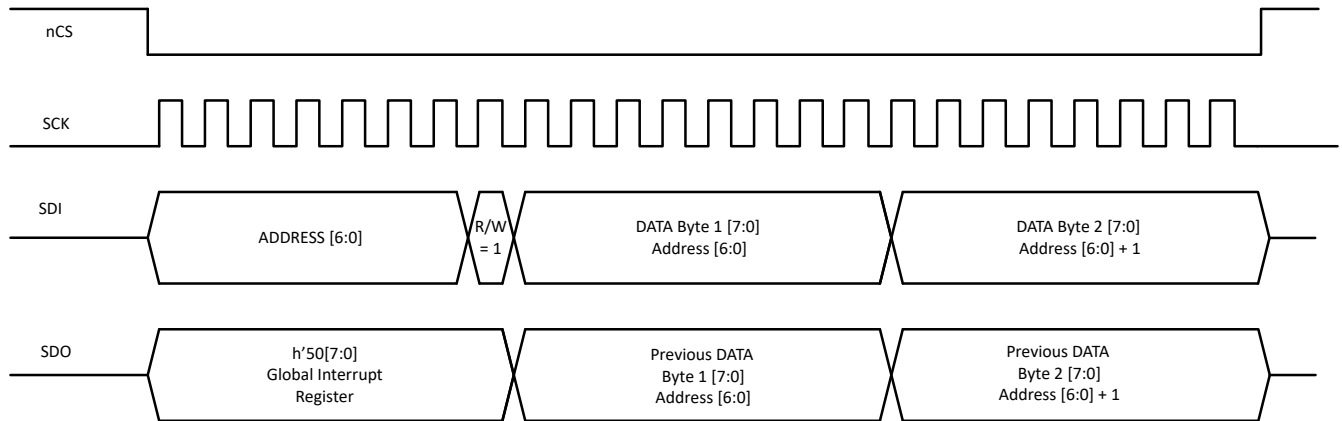 nCS
SCK
SDI
ADDRESS [6:0]
R/W
= 1
DATA Byte 1 [7:0]
Address [6:0]
DATA Byte 2 [7:0]
Address [6:0] + 1
SDO
h’50[7:0]
Global Interrupt
Register
Previous DATA
Byte 1 [7:0]
Address [6:0]
Previous DATA
Byte 2 [7:0]
Address [6:0] + 1